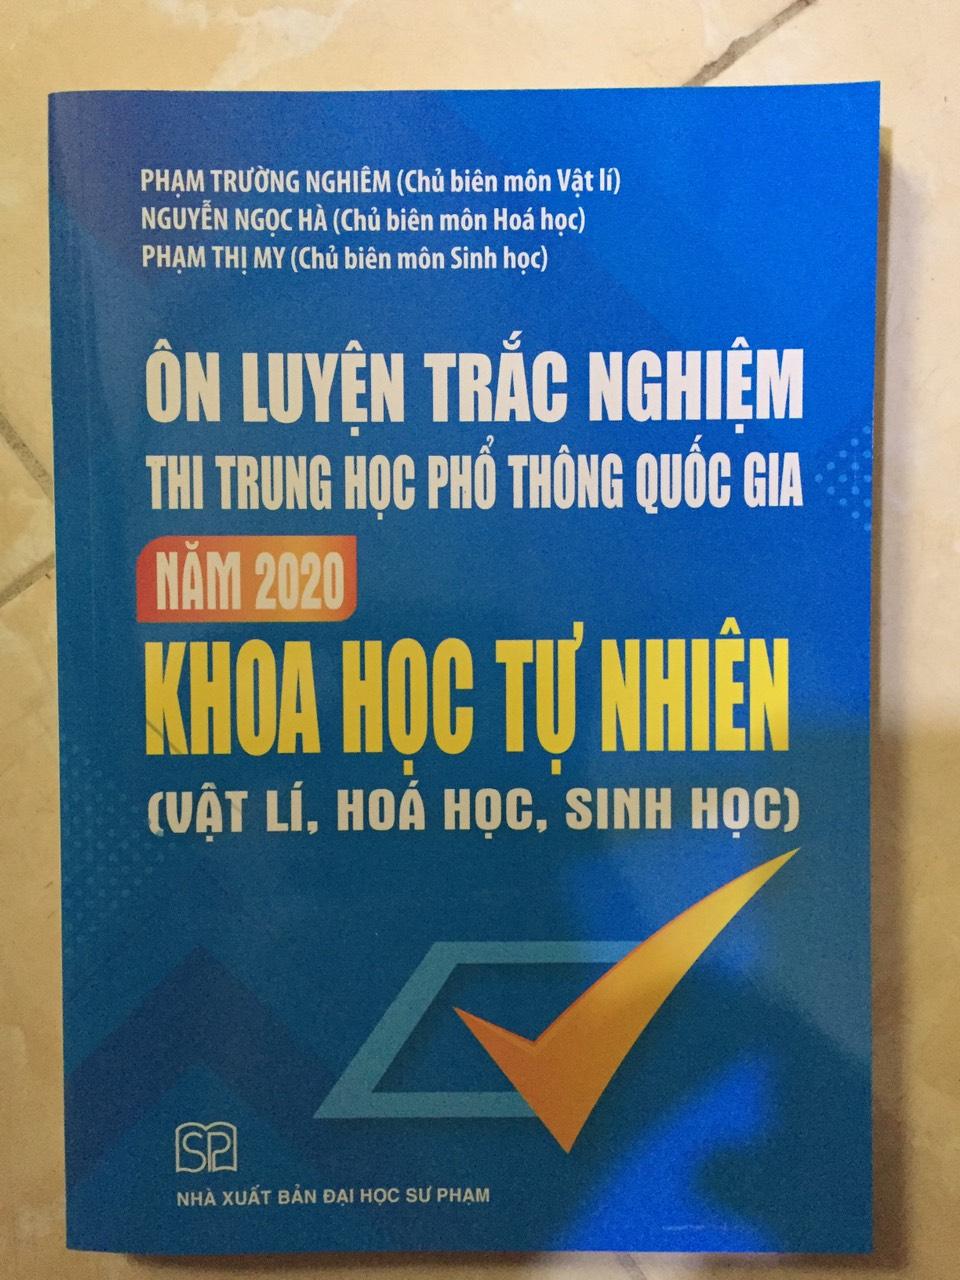 PHẠM TRƯỜNG NGHIÊM (Chủ biên môn Vật lí)
NGUYỄN NGỌC HÀ (Chủ biên môn Hoá học)
PHẠM THỊ MY (Chủ biên môn Sinh học)
ÔN LUYỆN TRẮC NGHIỆM
THI TRUNG HỌC PHỔ THÔNG QUỐC GIA
NĂM 2020
KHOA HỌC TỰ NHIÊN
(VẬT LÍ, HOÁ HỌC, SINH HỌC)
SP
NHÀ XUẤT BẢN ĐẠI HỌC SƯ PHẠM